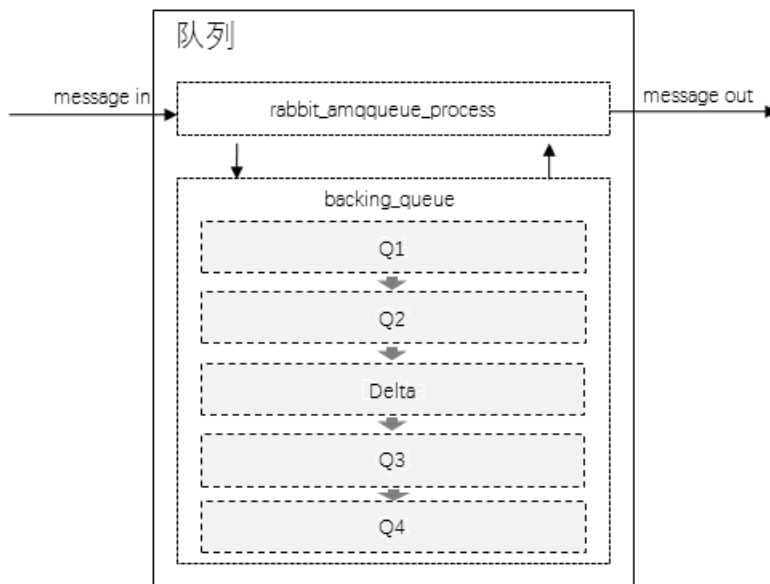 队列
message in
rabbit_amqqueue_process
message out
backing_queue
Q1
Q2
Delta
Q3
Q4